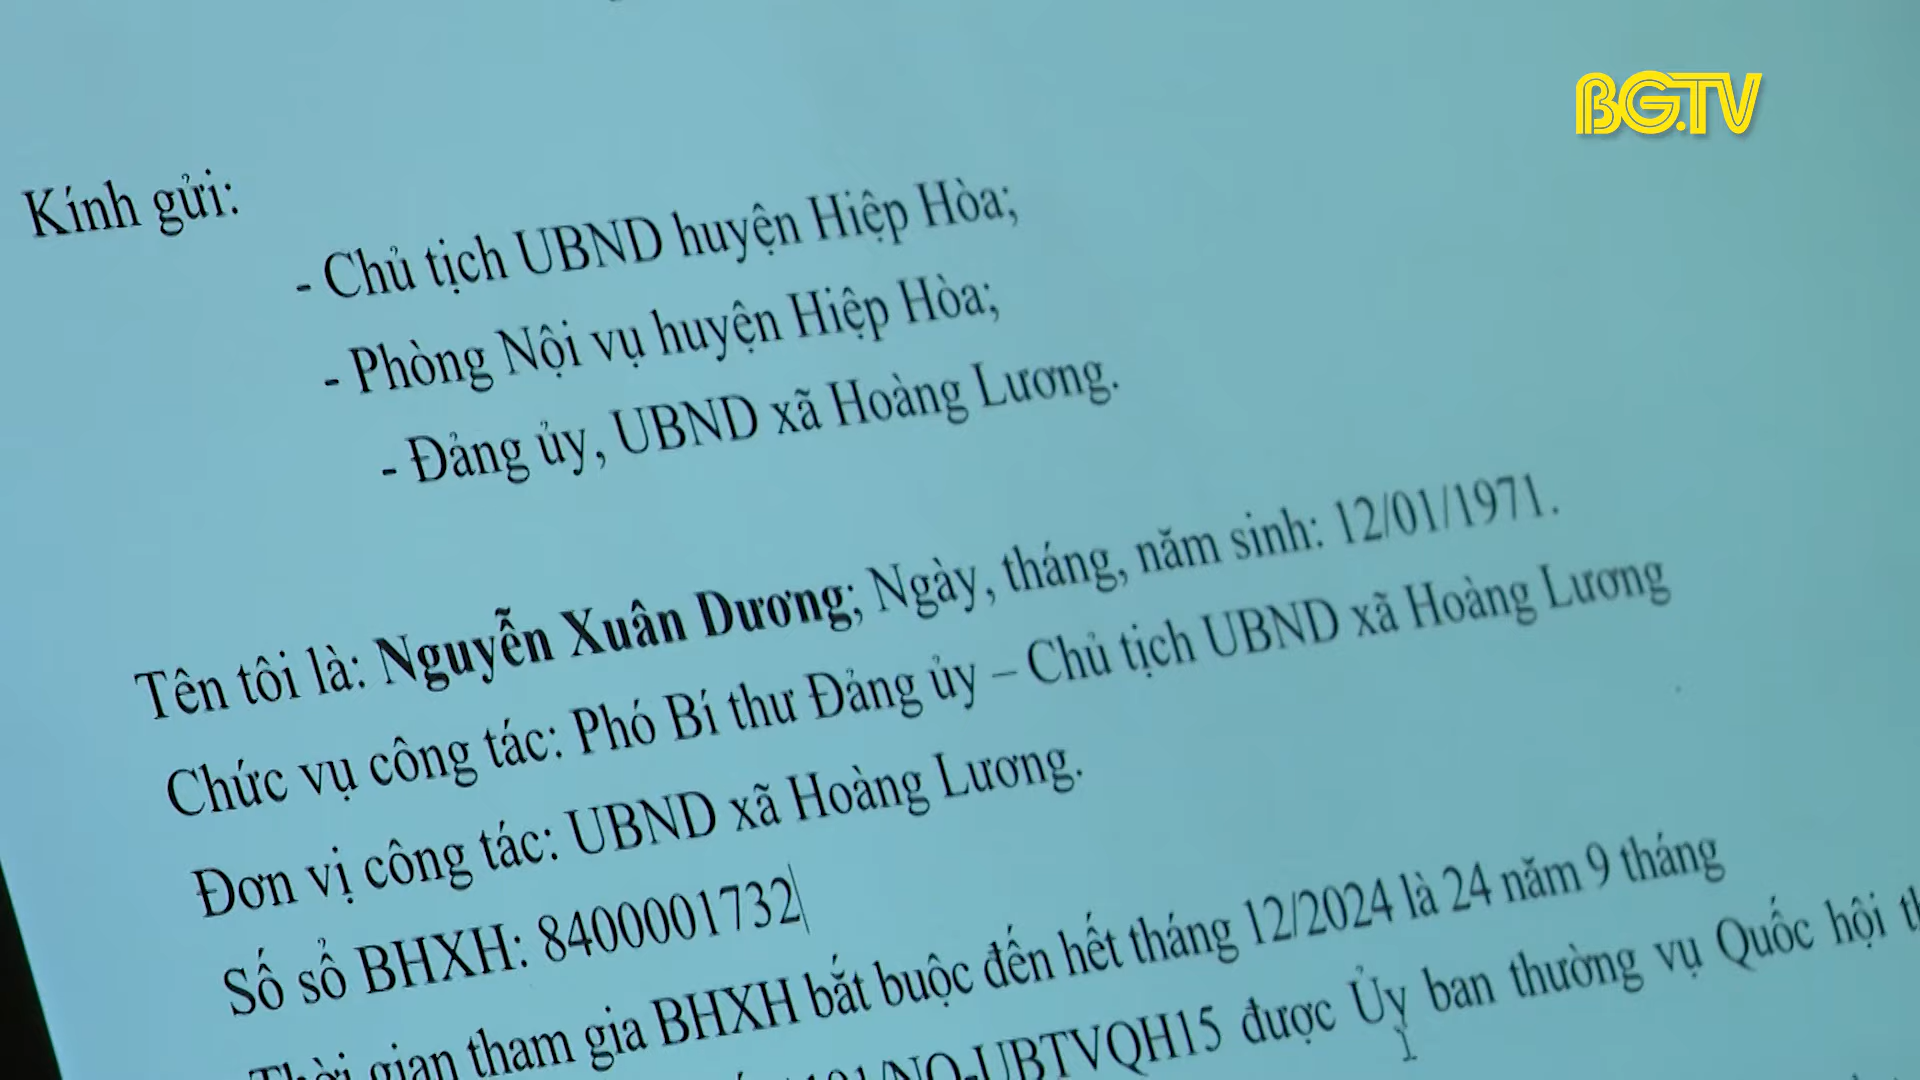 BGTV
Kính gửi:
- Chủ tịch UBND huyện Hiệp Hòa;
- Phòng Nội vụ huyện Hiệp Hòa;
- Đảng ủy, UBND xã Hoàng Lương.
Tên tôi là: Nguyễn Xuân Dương; Ngày, tháng, năm sinh: 12/01/1971.
Chức vụ công tác: Phó Bí thư Đảng ủy – Chủ tịch UBND xã Hoàng Lương
Đơn vị công tác: UBND xã Hoàng Lương.
Số sổ BHXH: 8400001732
Thời gian tham gia BHXH bắt buộc đến hết tháng 12/2024 là 24 năm 9 tháng
/NQ-UBTVQH15 được Ủy ban thường vụ Quốc hội